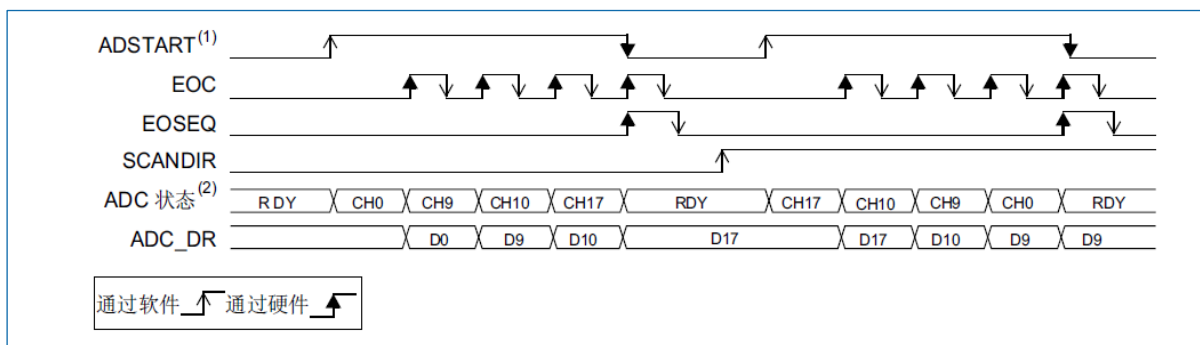 ADSTART(1)
EOC
EOSEQ
SCANDIR
ADC 状态(2) RDY CH0 CH9 CH10 CH17 RDY CH17 CH10 CH9 CH0 RDY
ADC_DR D0 D9 D10 D17 D17 D10 D9 D9
通过软件 通过硬件